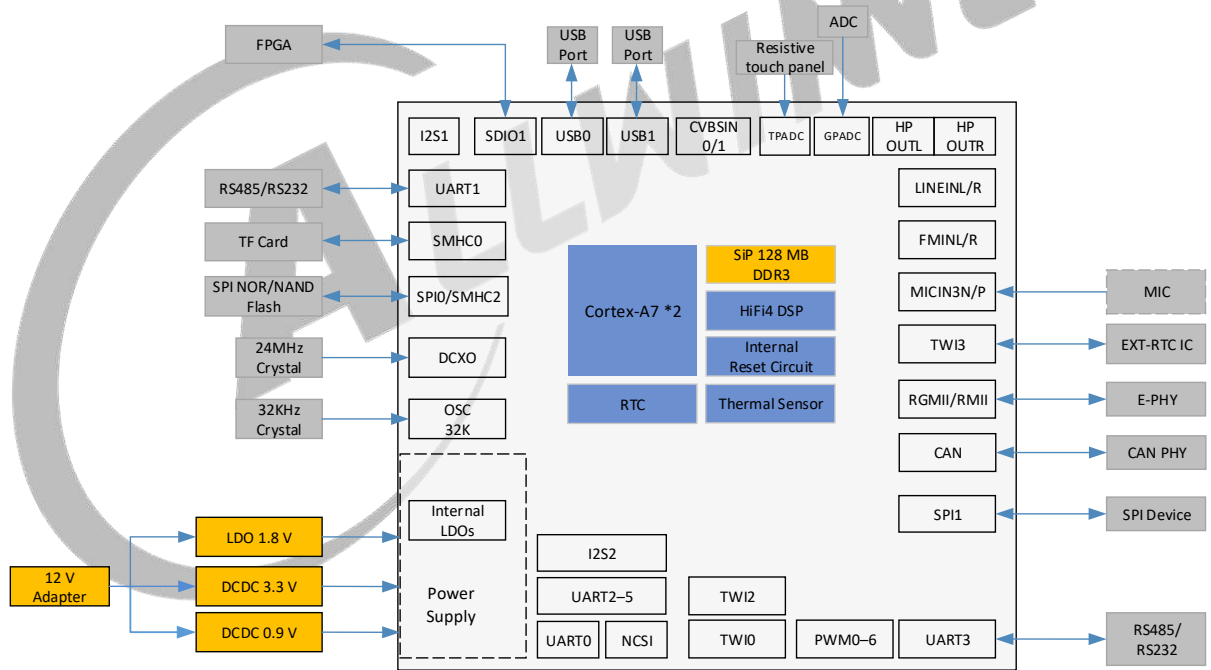 ALLWINE
ADC
FPGA
USB
Port
USB
Port
Resistive
touch panel
I2S1
SDIO1
USB0
USB1
CVBSIN
0/1
TPADC
GPADC
HP
OUTL
HP
OUTR
RS485/RS232
UART1
LINEINL/R
TF Card
SMHC0
FMINL/R
SiP 128 MB
DDR3
SPI NOR/NAND
Flash
SPI0/SMHC2
Cortex-A7 *2
HiFi4 DSP
MICIN3N/P
MIC
24MHz
Crystal
DCXO
Internal
Reset Circuit
TWI3
EXT-RTC IC
32KHz
Crystal
OSC
32K
RTC
Thermal Sensor
RGMII/RMII
E-PHY
CAN
CAN PHY
Internal
LDOs
SPI1
SPI Device
LDO 1.8 V
I2S2
12 V
Adapter
DCDC 3.3 V
Power
Supply
UART2–5
TWI2
DCDC 0.9 V
UART0
NCSI
TWI0
PWM0–6
UART3
RS485/
RS232